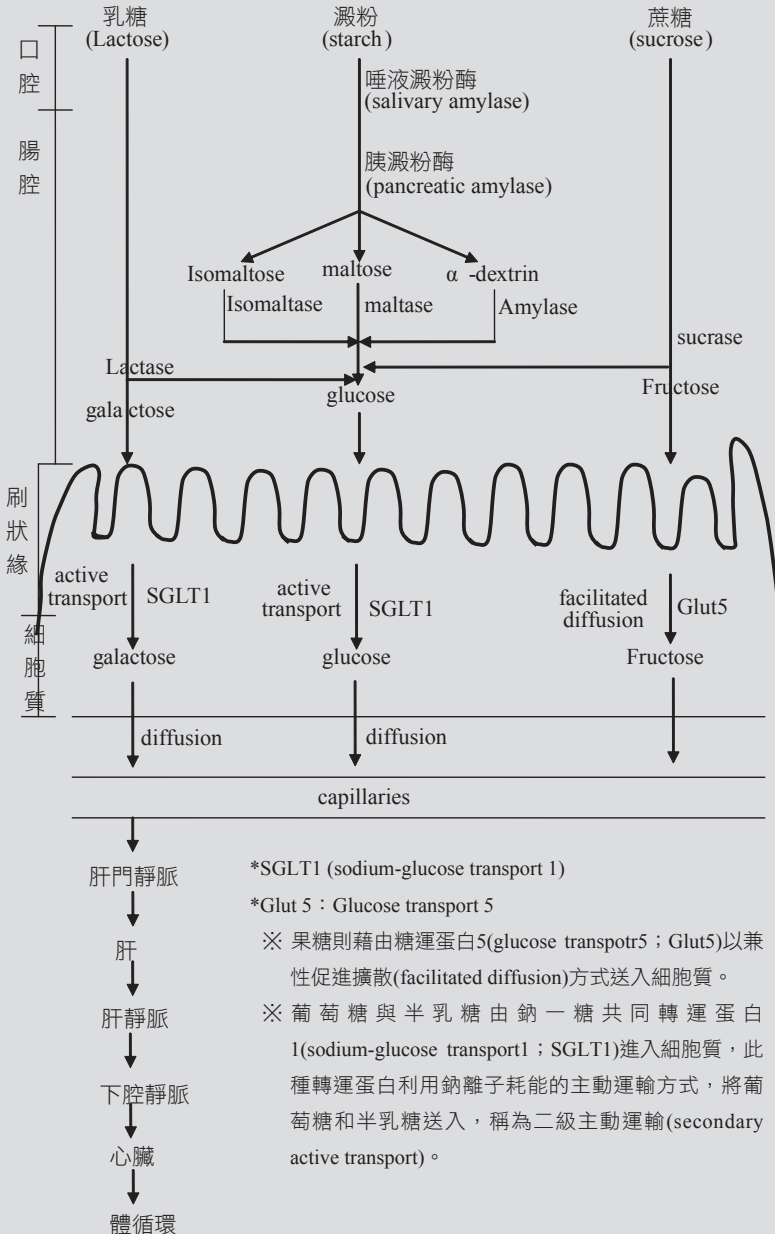 乳糖
(Lactose)
澱粉
(starch)
蔗糖
(sucrose)
口
腔
唾液澱粉酶
(salivary amylase)
腸
腔
胰澱粉酶
(pancreatic amylase)
Isomaltose
maltose
α -dextrin
Isomaltase
maltase
Amylase
sucrase
Lactase
glucose
Fructose
gala ctose
刷
狀
緣
active
transport
SGLT1
active
transport
SGLT1
facilitated
diffusion
Glut5
細
胞
質
galactose
glucose
Fructose
diffusion
diffusion
capillaries
肝門靜脈
肝
肝靜脈
下腔靜脈
心臟
體循環
*SGLT1 (sodium-glucose transport 1)
*Glut 5：Glucose transport 5
※ 果糖則藉由糖運蛋白5(glucose transpotr5；Glut5)以兼
性促進擴散(facilitated diffusion)方式送入細胞質。
※ 葡萄糖與半乳糖由鈉一糖共同轉運蛋白
1(sodium-glucose transport1；SGLT1)進入細胞質，此
種轉運蛋白利用鈉離子耗能的主動運輸方式，將葡
萄糖和半乳糖送入，稱為二級主動運輸(secondary
active transport)。